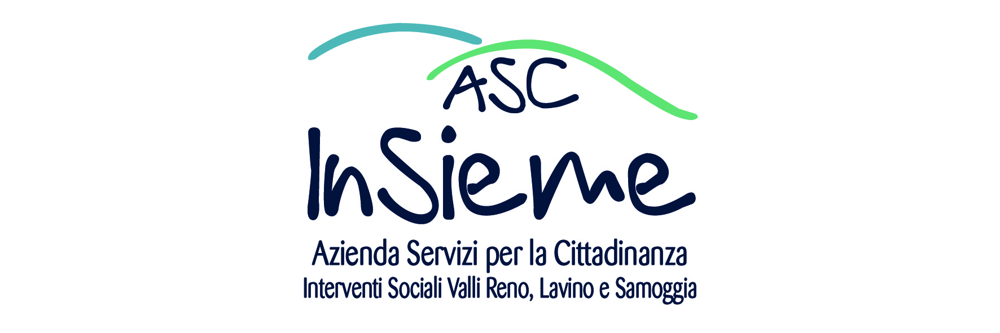 ASC
InSieme
Azienda Servizi per la Cittadinanza
Interventi Sociali Valli Reno, Lavino e Samoggia